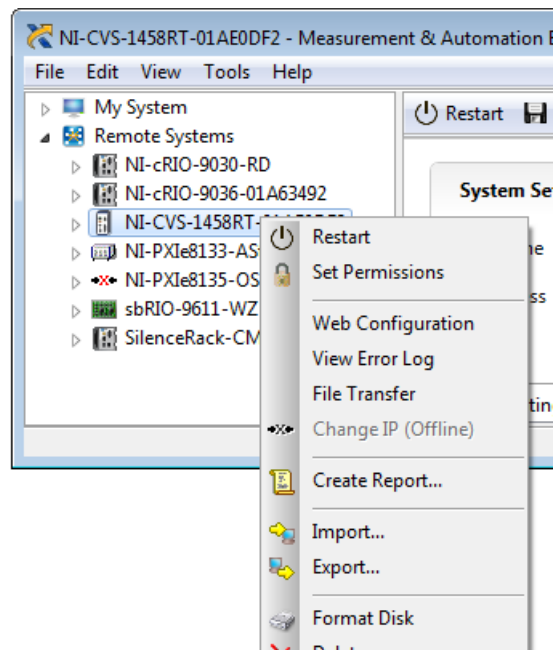 NI-CVS-1458RT-01AE0DF2 - Measurement & Automation
File Edit View Tools Help
My System
Remote Systems
NI-cRIO-9030-RD
NI-cRIO-9036-01A63492
NI-CVS-1458RT-
NI-PXIe8133-AS
NI-PXIe8135-OS
sbRIO-9611-WZ
SilenceRack-CM
Restart
System Se
Restart
Set Permissions
Web Configuration
View Error Log
File Transfer
Change IP (Offline)
Create Report...
Import...
Export...
Format Disk